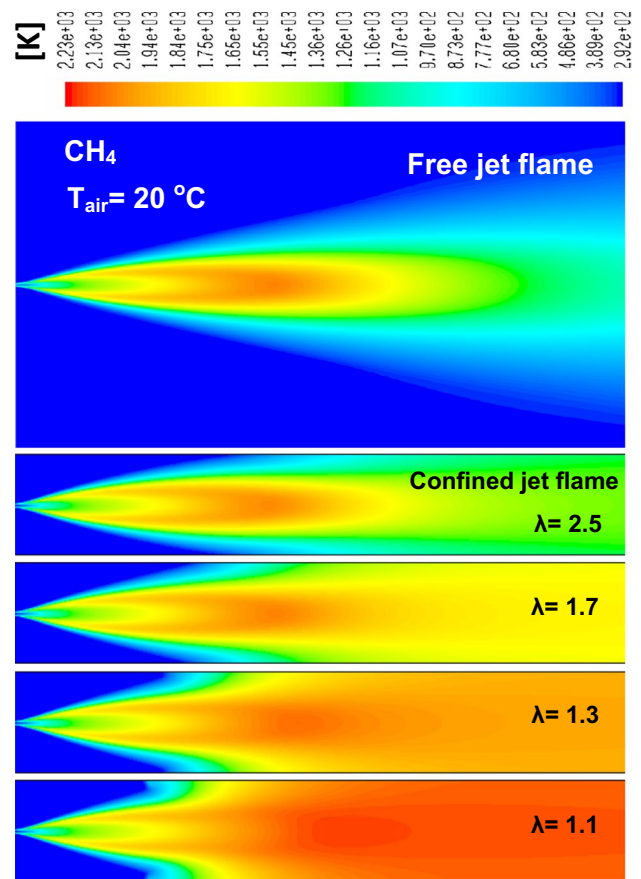 [K]
2.23e+03
2.13e+03
2.04e+03
1.94e+03
1.84e+03
1.75e+03
1.65e+03
1.55e+03
1.45e+03
1.36e+03
1.26e+03
1.16e+03
1.07e+03
9.70e+02
8.73e+02
7.77e+02
6.80e+02
5.83e+02
4.86e+02
3.89e+02
2.92e+02
CH₄
Free jet flame
Tₐᵢᵣ= 20 °C
Confined jet flame
λ= 2.5
λ= 1.7
λ= 1.3
λ= 1.1